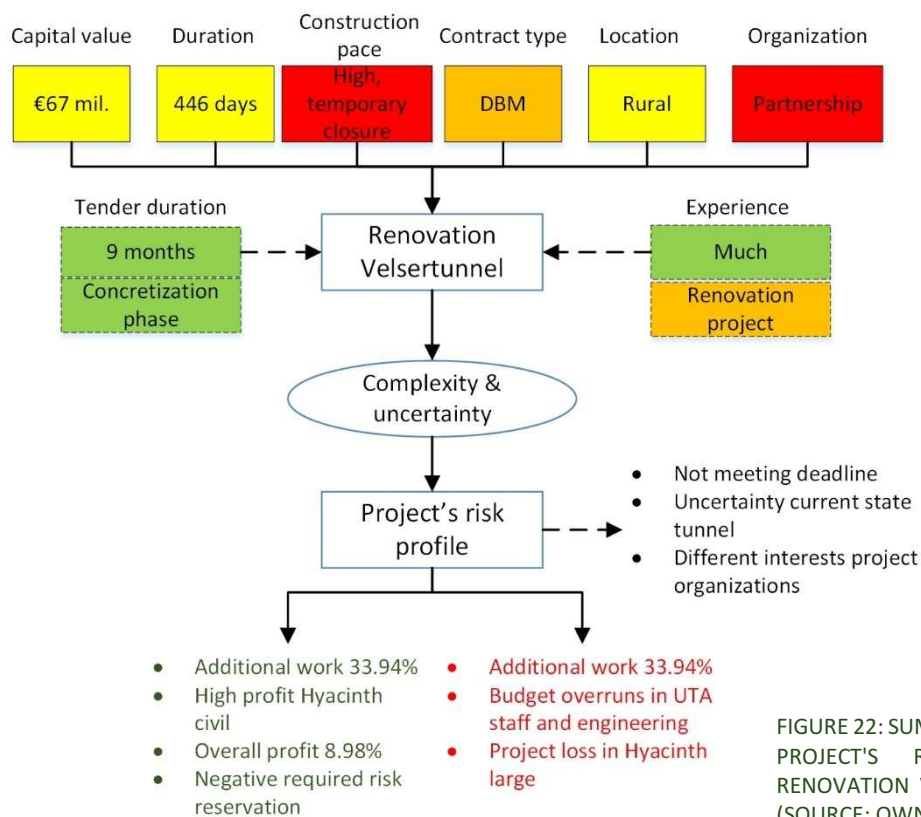 Capital value
Duration
Construction
pace
Contract type
Location
Organization
€67 mil.
446 days
High,
temporary
closure
DBM
Rural
Partnership
Tender duration
9 months
Concretization
phase
Renovation
Velsertunnel
Experience
Much
Renovation
project
Complexity &
uncertainty
Project's risk
profile
• Not meeting deadline
• Uncertainty current state
tunnel
• Different interests project
organizations
• Additional work 33.94%
• High profit Hyacinth
civil
• Overall profit 8.98%
• Negative required risk
reservation
• Additional work 33.94%
• Budget overruns in UTA
staff and engineering
• Project loss in Hyacinth
large
FIGURE 22:
PROJECT'S
RENOVATION
(SOURCE: